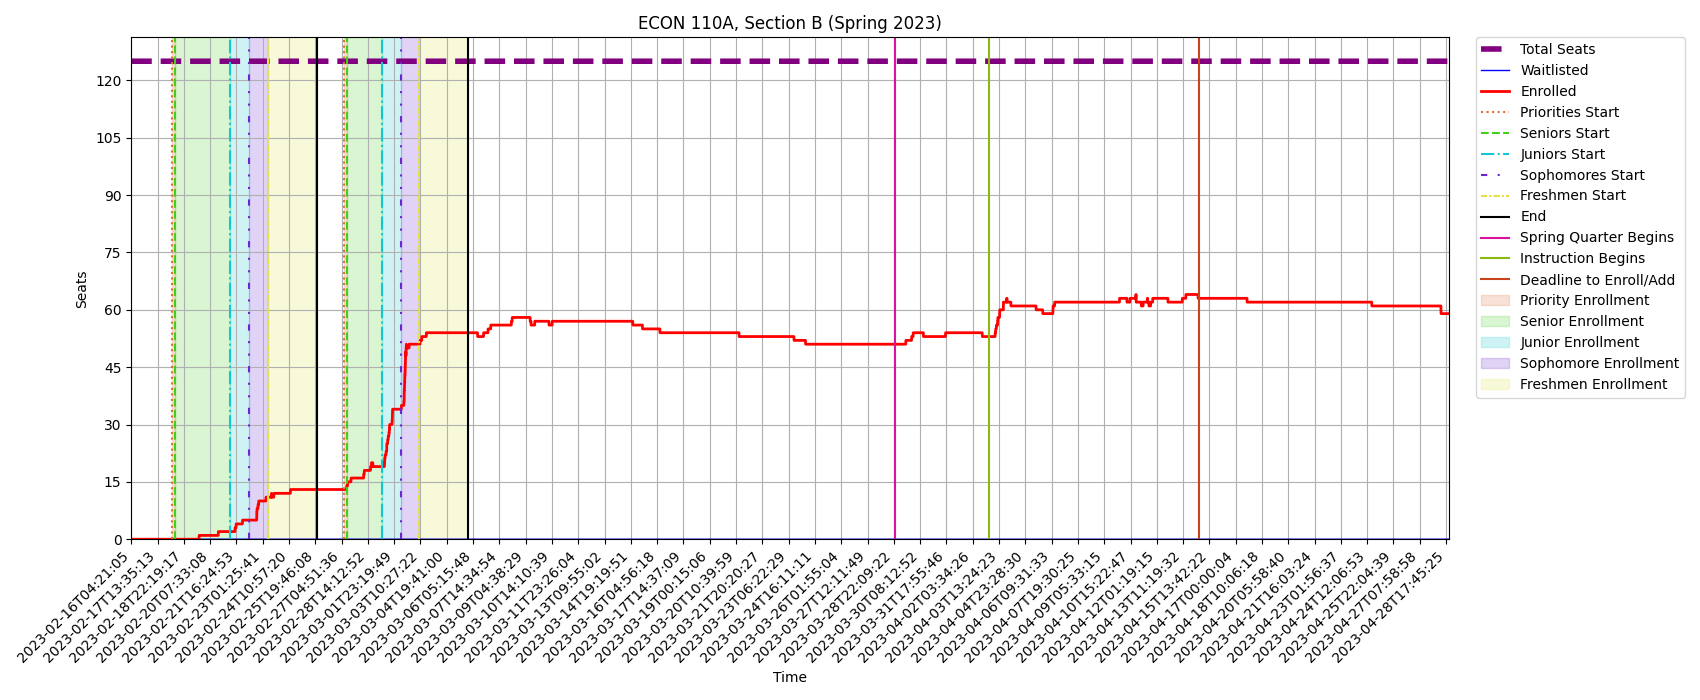 ECON 110A, Section B (Spring 2023)
Seats
120
105
90
75
60
45
30
15
0
2023-02-16T04:21:05
2023-02-17T13:35:13
2023-02-18T22:19:17
2023-02-20T07:33:08
2023-02-21T16:24:53
2023-02-23T01:25:41
2023-02-24T10:57:20
2023-02-25T19:46:08
2023-02-27T04:51:36
2023-02-28T14:12:52
2023-03-01T23:19:49
2023-03-03T10:27:22
2023-03-04T19:41:00
2023-03-06T05:15:48
2023-03-07T14:34:54
2023-03-09T04:38:29
2023-03-10T14:10:39
2023-03-11T23:26:04
2023-03-13T09:55:02
2023-03-14T19:19:51
2023-03-16T04:56:18
2023-03-17T14:37:09
2023-03-19T00:15:06
2023-03-20T10:39:59
2023-03-21T20:20:27
2023-03-23T06:22:29
2023-03-24T16:11:11
2023-03-26T01:55:04
2023-03-27T12:11:49
2023-03-28T22:09:22
2023-03-30T08:12:52
2023-03-31T17:55:46
2023-04-02T03:34:26
2023-04-03T13:24:23
2023-04-04T23:28:30
2023-04-06T09:31:33
2023-04-07T19:30:25
2023-04-09T05:33:15
2023-04-10T15:22:47
2023-04-12T01:19:15
2023-04-13T11:19:32
2023-04-15T13:42:22
2023-04-17T00:00:04
2023-04-18T10:06:18
2023-04-20T05:58:40
2023-04-21T16:03:24
2023-04-23T01:56:37
2023-04-24T12:06:53
2023-04-25T22:04:39
2023-04-27T07:58:58
2023-04-28T17:45:25
Time
Total Seats
Waitlisted
Enrolled
Priorities Start
Seniors Start
Juniors Start
Sophomores Start
Freshmen Start
End
Spring Quarter Begins
Instruction Begins
Deadline to Enroll/Add
Priority Enrollment
Senior Enrollment
Junior Enrollment
Sophomore Enrollment
Freshmen Enrollment